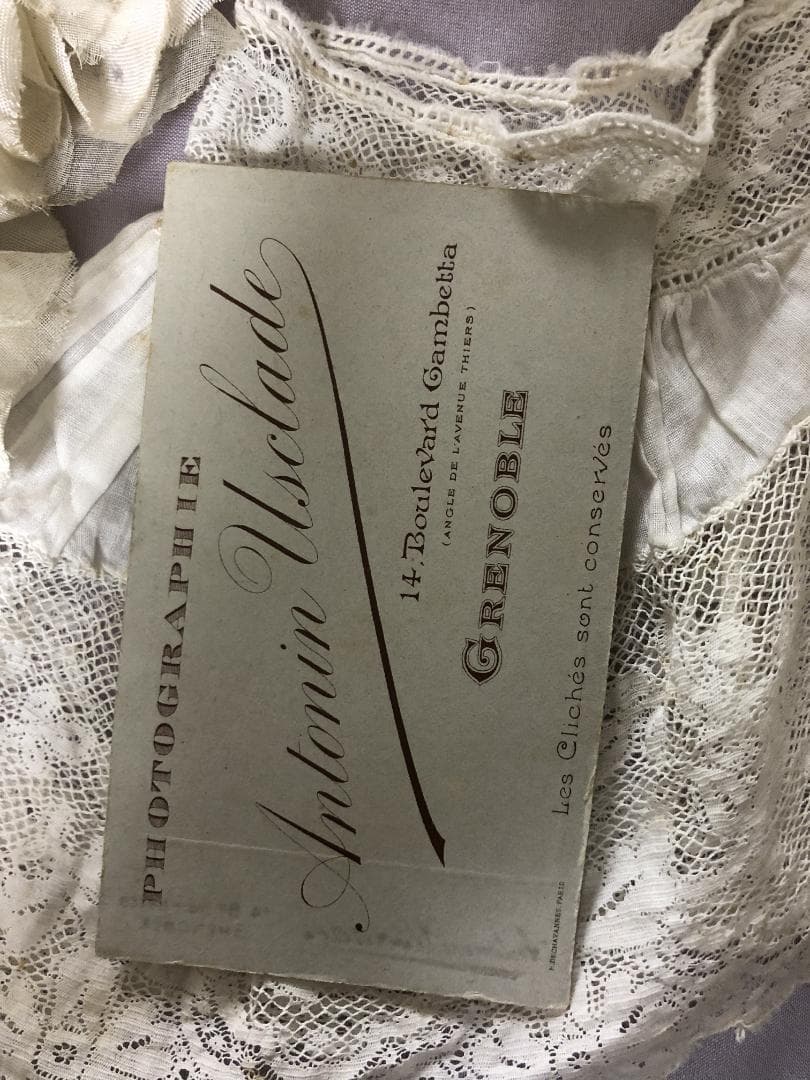 PHOTOGRAPHIE
Antonin Usclade
14, Boulevard Gambetta
(ANGLE DE L'AVENUE THIERS)
GRENOBLE
Les Clichés sont conservés